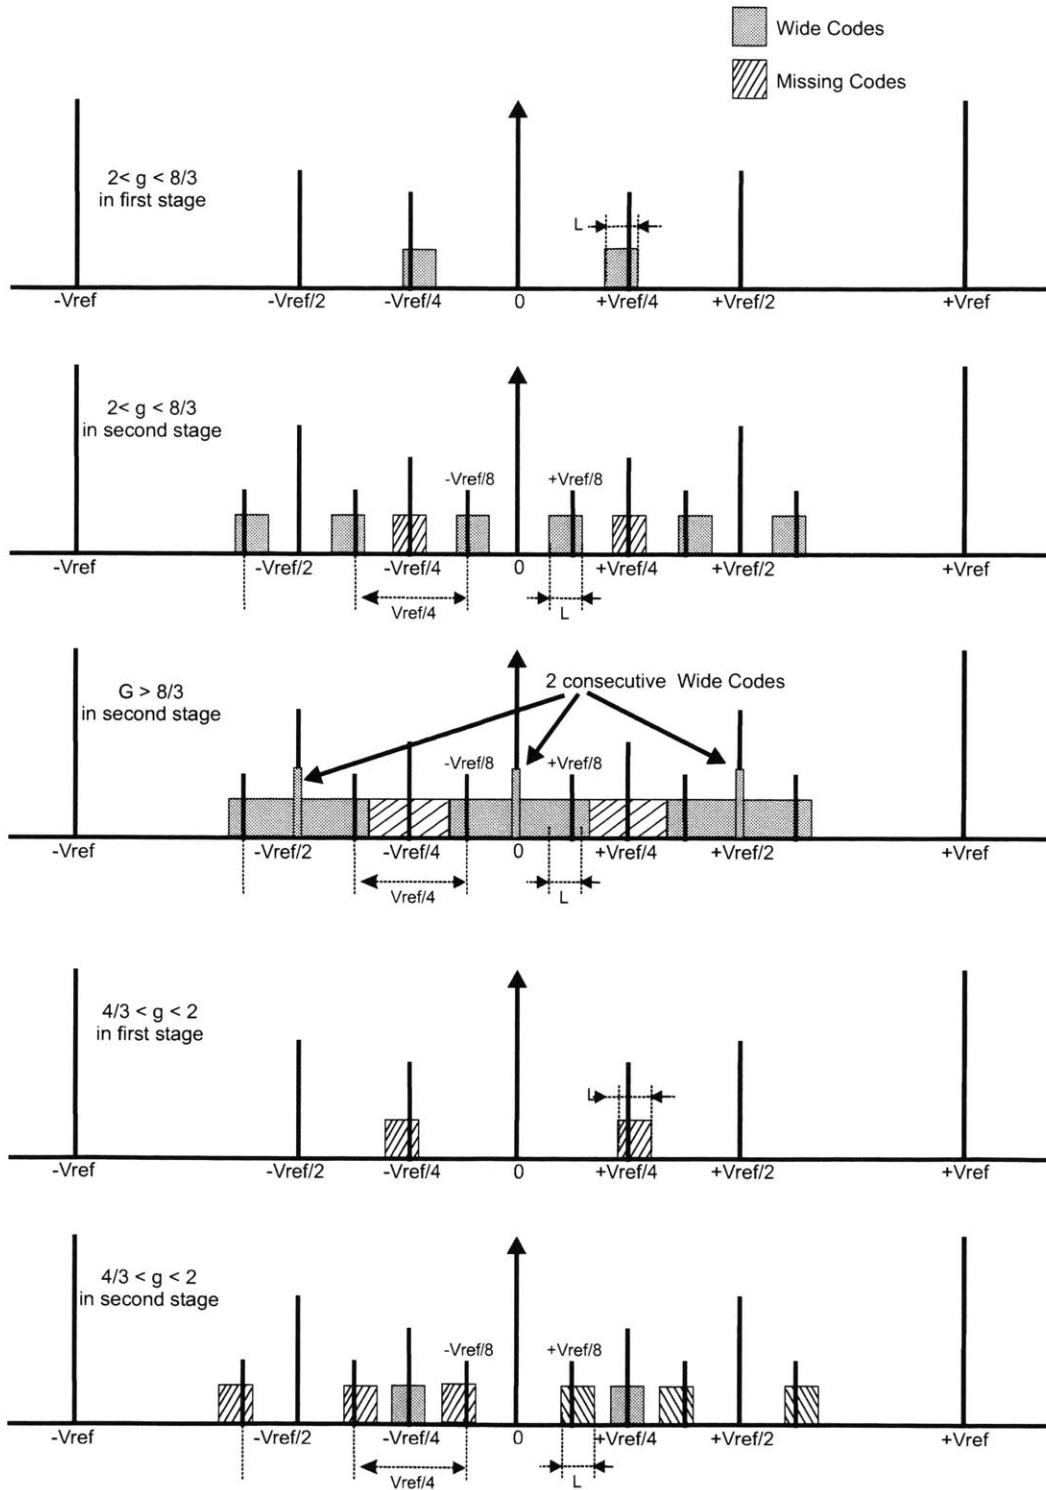 Wide Codes
Missing Codes
2< g < 8/3
in first stage
L
-Vref -Vref/2 -Vref/4 0 +Vref/4 +Vref/2 +Vref
2< g < 8/3
in second stage
-Vref/8 +Vref/8
-Vref -Vref/2 -Vref/4 0 +Vref/4 +Vref/2 +Vref
Vref/4 L
2 consecutive Wide Codes
G > 8/3
in second stage
-Vref/8 +Vref/8
-Vref -Vref/2 -Vref/4 0 +Vref/4 +Vref/2 +Vref
Vref/4 L
4/3 < g < 2
in first stage
L
-Vref -Vref/2 -Vref/4 0 +Vref/4 +Vref/2 +Vref
4/3 < g < 2
in second stage
-Vref/8 +Vref/8
-Vref -Vref/2 -Vref/4 0 +Vref/4 +Vref/2 +Vref
Vref/4 L